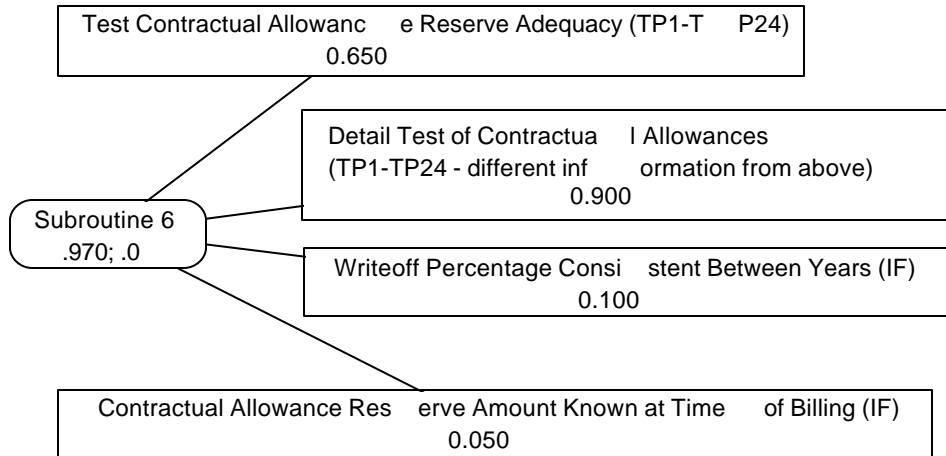 Test Contractual Allowanc e Reserve Adequacy (TP1-T P24)
0.650
Detail Test of Contractua l Allowances
(TP1-TP24 - different inf ormation from above)
0.900
Subroutine 6
.970; .0
Writeoff Percentage Consi stent Between Years (IF)
0.100
Contractual Allowance Res erve Amount Known at Time of Billing (IF)
0.050